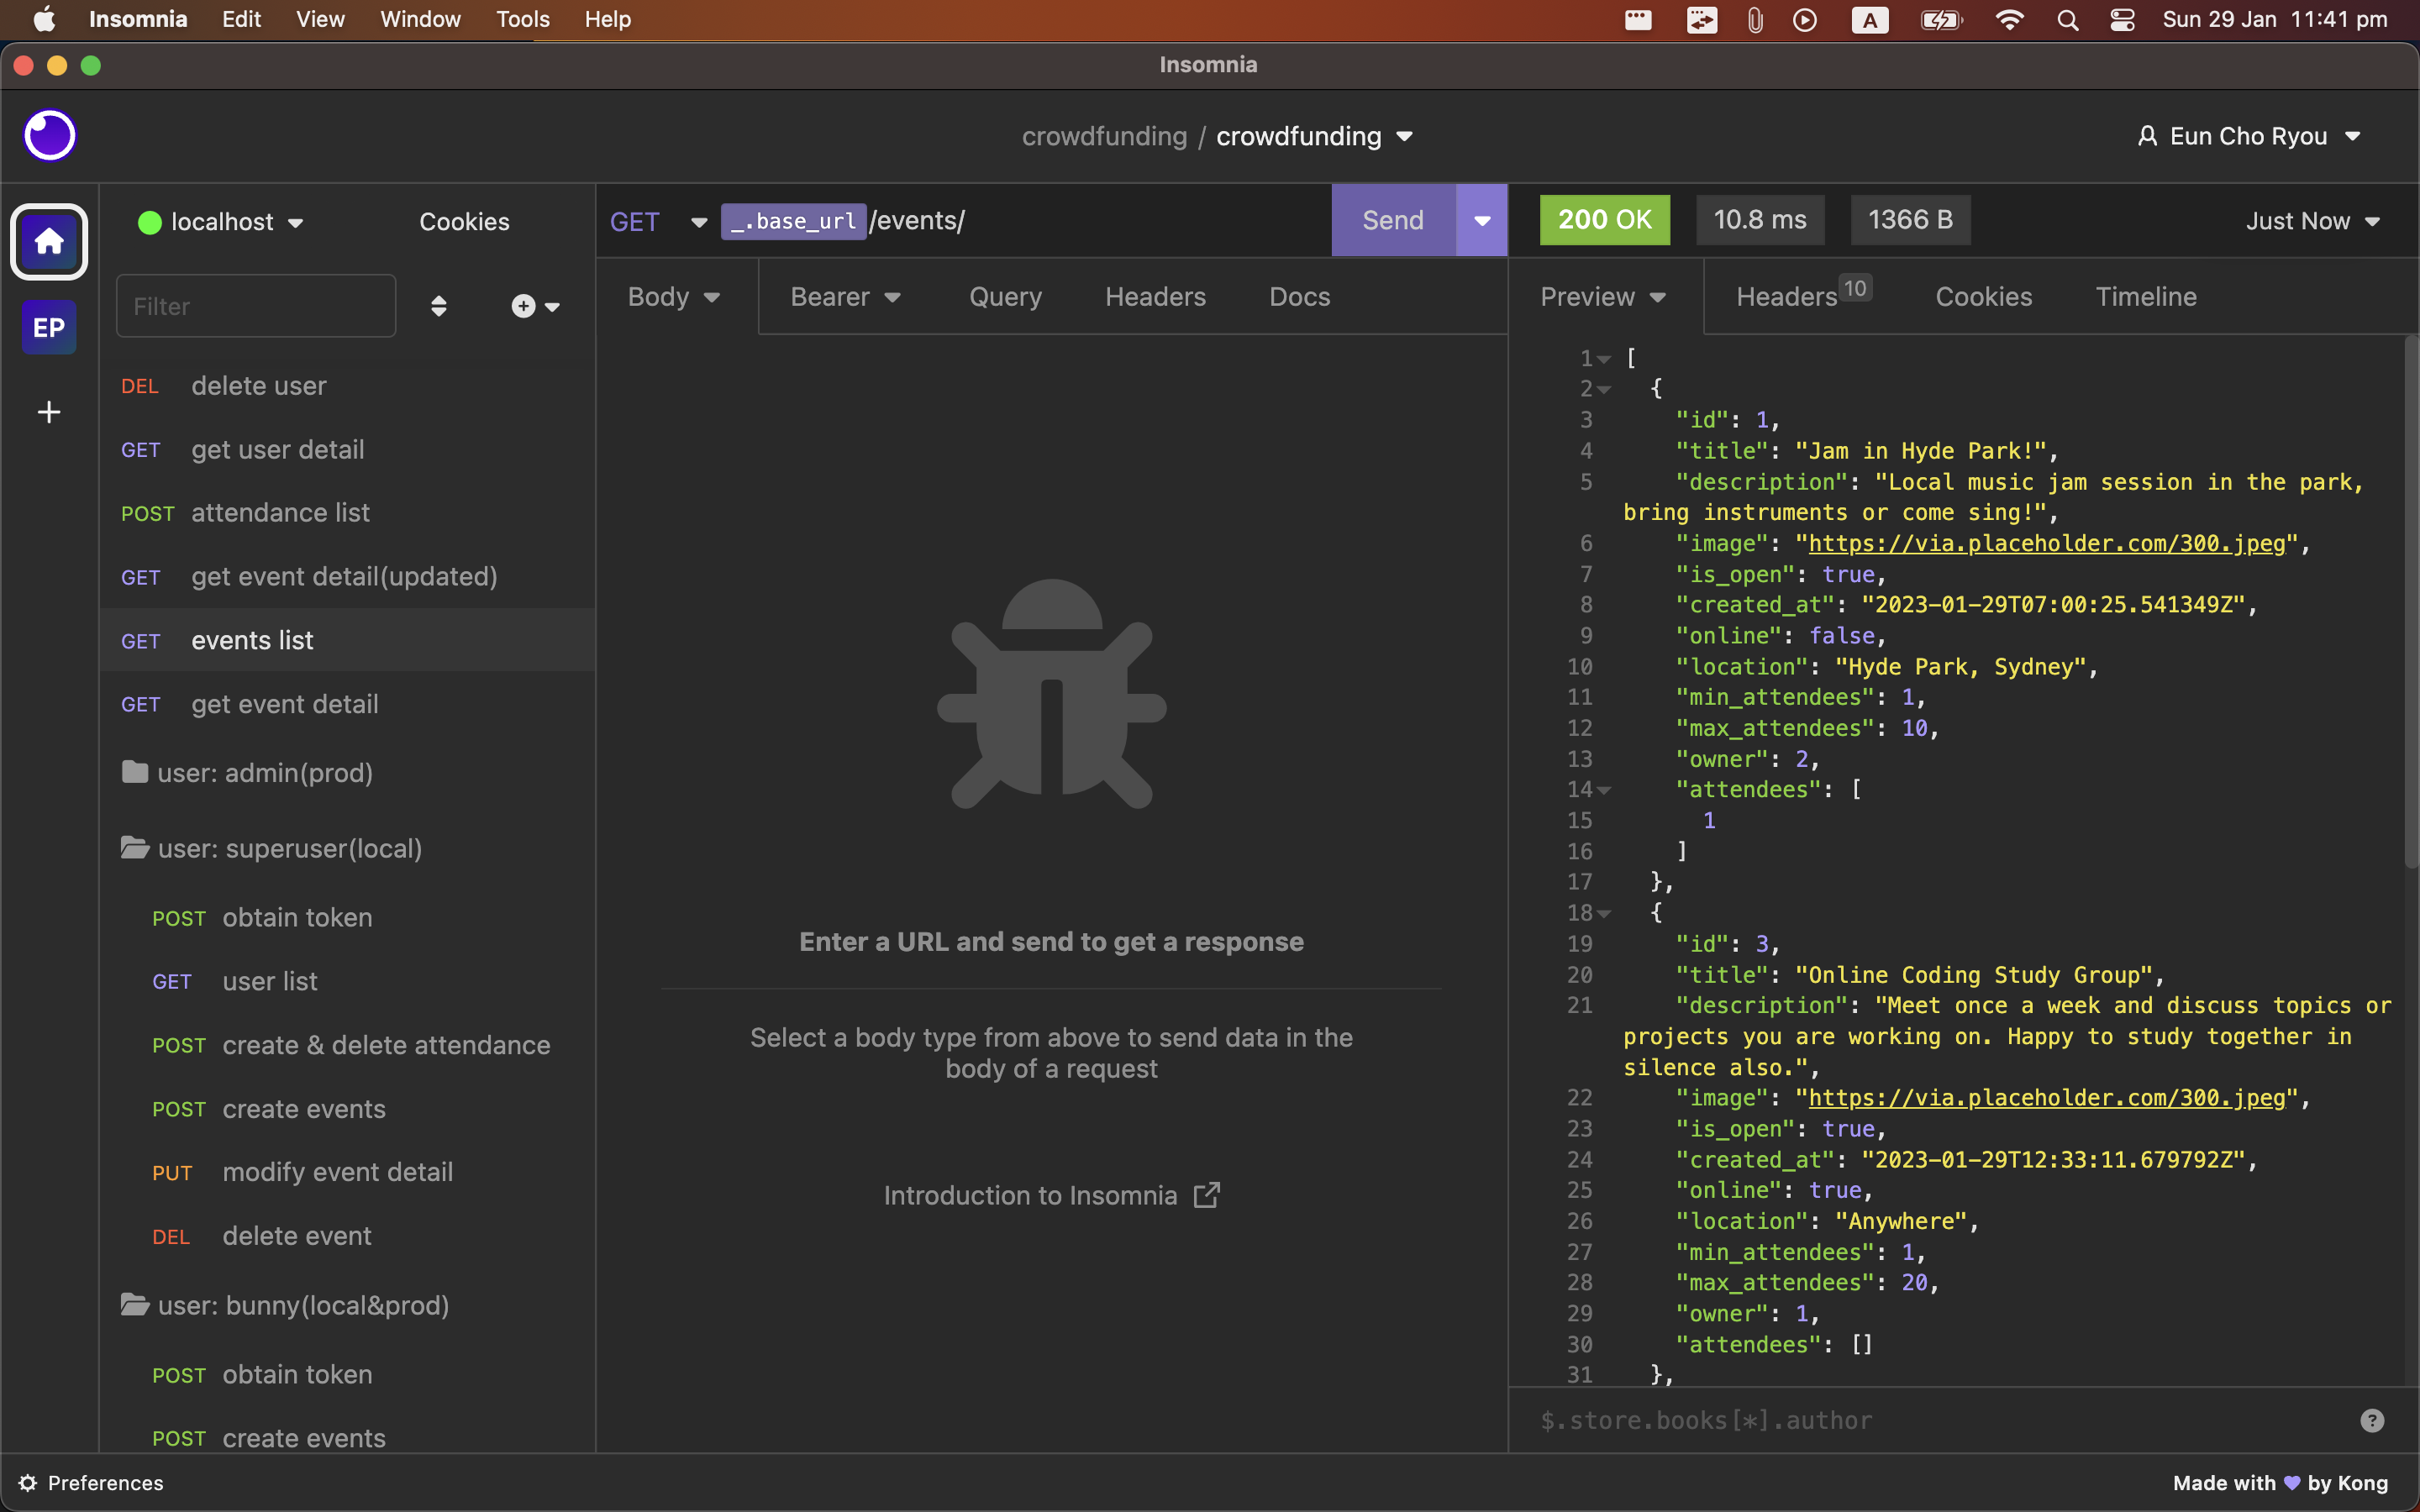 Insomnia Edit View Window Tools Help A Sun 29 Jan 11:41 pm
Insomnia
crowdfunding / crowdfunding
Eun Cho Ryou
localhost Cookies
GET _.base_url/events/ Send
200 OK 10.8 ms 1366 B Just Now
Filter
EP
Body Bearer Query Headers Docs
Preview Headers 10 Cookies Timeline
DEL delete user
GET get user detail
POST attendance list
GET get event detail(updated)
GET events list
GET get event detail
user: admin(prod)
user: superuser(local)
POST obtain token
GET user list
POST create & delete attendance
POST create events
PUT modify event detail
DEL delete event
user: bunny(local&prod)
POST obtain token
POST create events
Enter a URL and send to get a response
Select a body type from above to send data in the
body of a request
Introduction to Insomnia
1 [
2 {
3 "id": 1,
4 "title": "Jam in Hyde Park!",
5 "description": "Local music jam session in the park,
bring instruments or come sing!",
6 "image": "https://via.placeholder.com/300.jpeg",
7 "is_open": true,
8 "created_at": "2023-01-29T07:00:25.541349Z",
9 "online": false,
10 "location": "Hyde Park, Sydney",
11 "min_attendees": 1,
12 "max_attendees": 10,
13 "owner": 2,
14 "attendees": [
15 1
16 ]
17 },
18 {
19 "id": 3,
20 "title": "Online Coding Study Group",
21 "description": "Meet once a week and discuss topics or
projects you are working on. Happy to study together in
silence also.",
22 "image": "https://via.placeholder.com/300.jpeg",
23 "is_open": true,
24 "created_at": "2023-01-29T12:33:11.679792Z",
25 "online": true,
26 "location": "Anywhere",
27 "min_attendees": 1,
28 "max_attendees": 20,
29 "owner": 1,
30 "attendees": []
31 },
$.store.books[*].author
?
Preferences
Made with 💜 by Kong